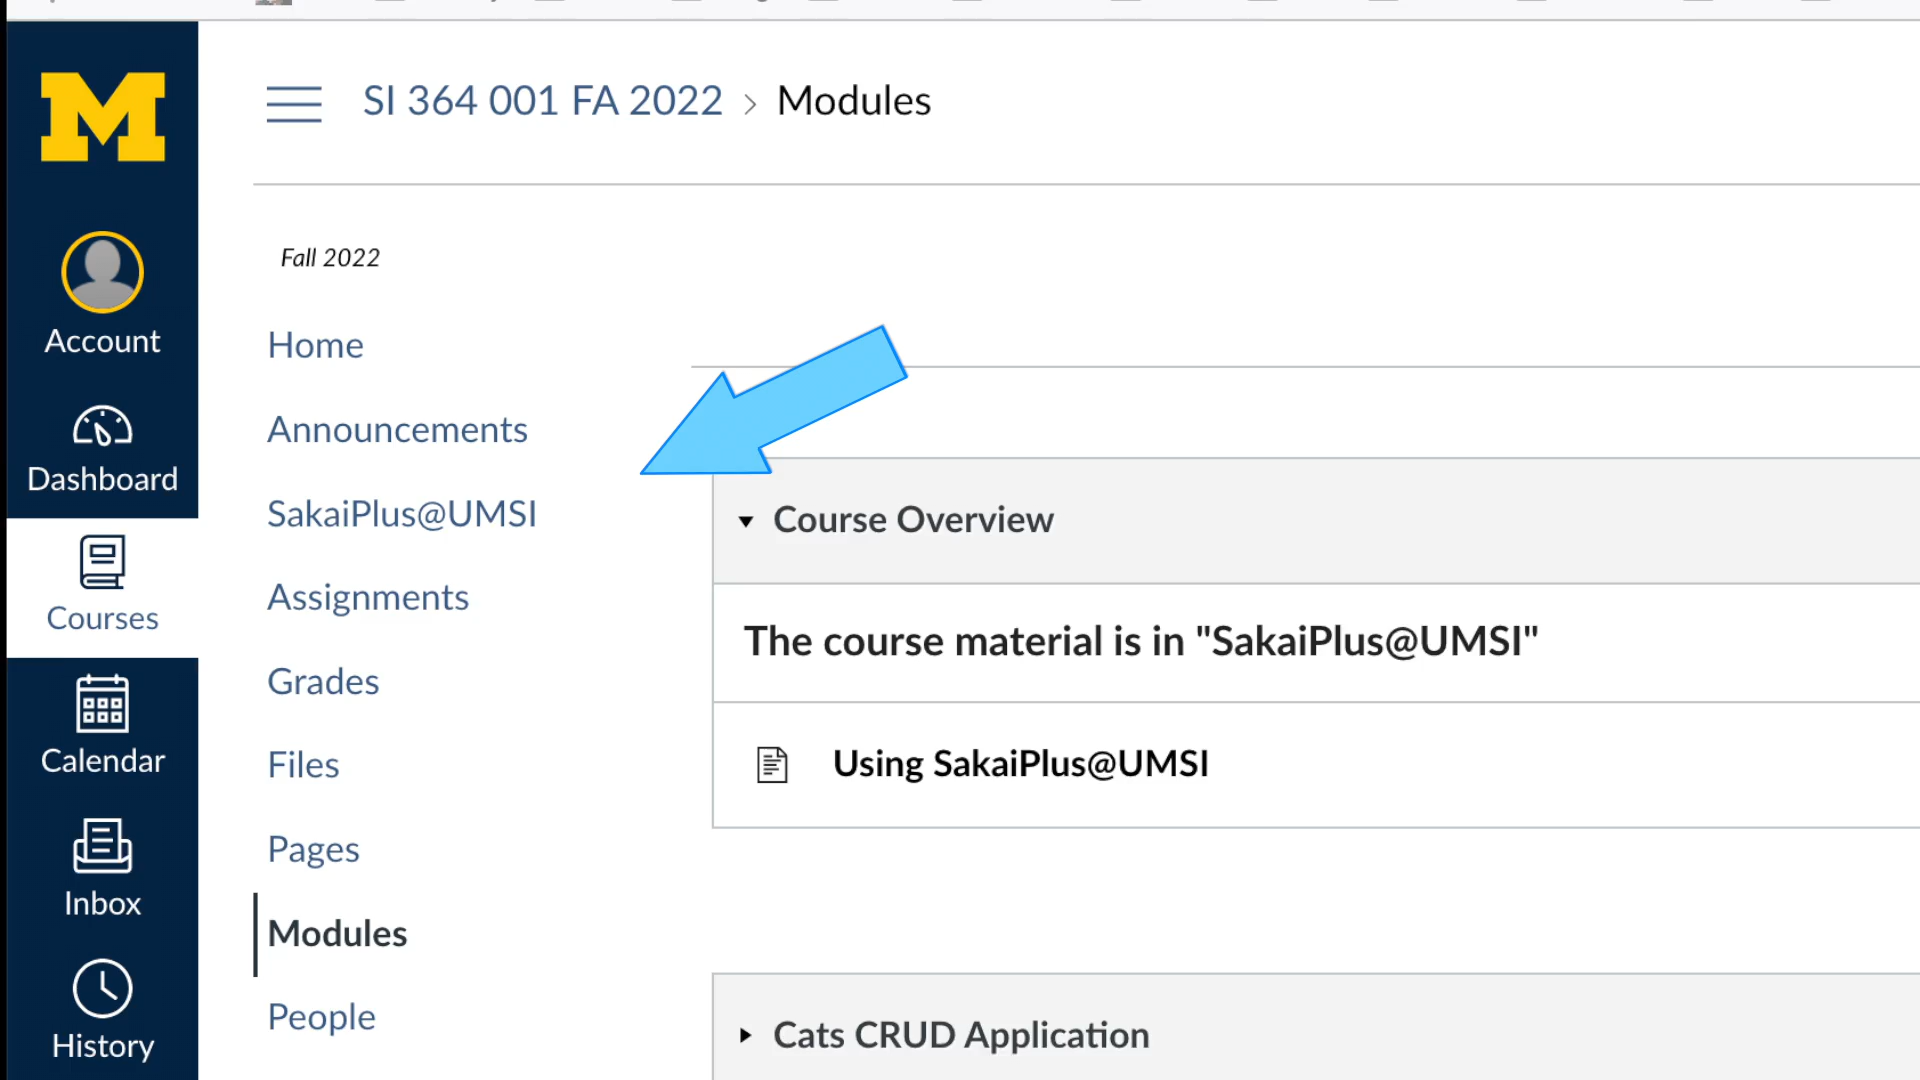 M
SI 364 001 FA 2022 > Modules
Account
Dashboard
Courses
Calendar
Inbox
History
Fall 2022
Home
Announcements
SakaiPlus@UMSI
Assignments
Grades
Files
Pages
Modules
People
Course Overview
The course material is in "SakaiPlus@UMSI"
Using SakaiPlus@UMSI
Cats CRUD Application